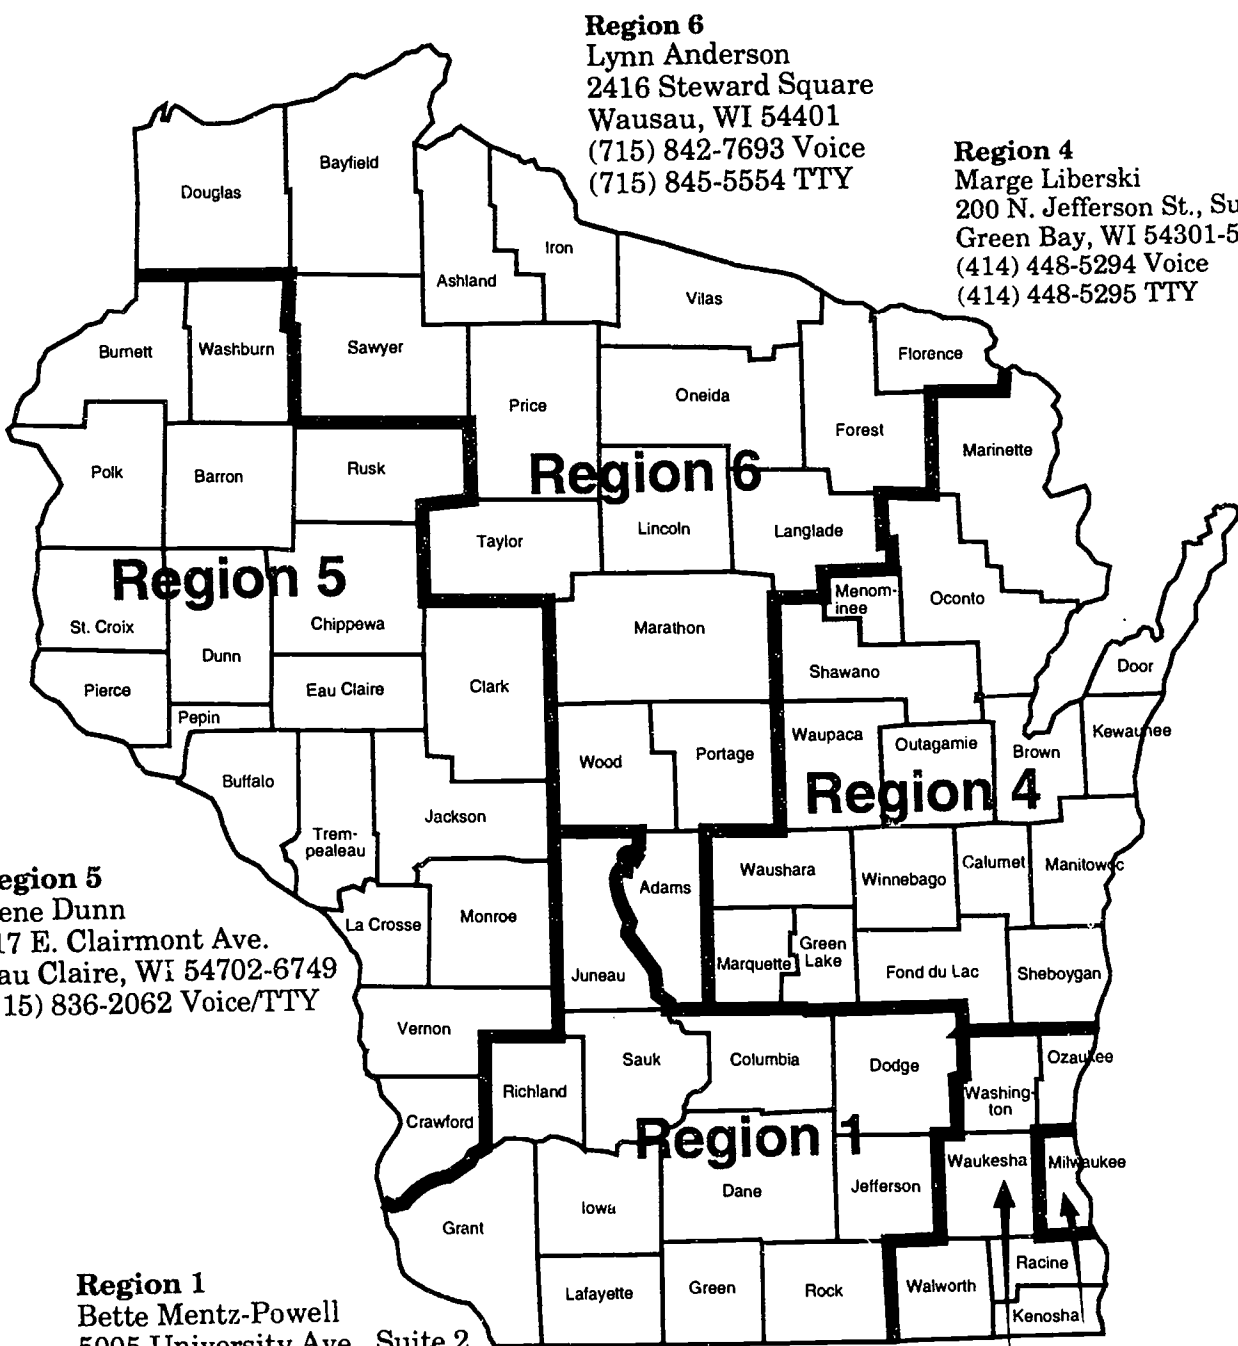 Region 6
Lynn Anderson
2416 Steward Square
Wausau, WI 54401
(715) 842-7693 Voice
(715) 845-5554 TTY
Region 4
Marge Liberski
200 N. Jefferson St., Su
Green Bay, WI 54301-5
(414) 448-5294 Voice
(414) 448-5295 TTY
Douglas
Bayfield
Ashland
Iron
Vilas
Burnett
Washburn
Sawyer
Price
Oneida
Florence
Forest
Marinette
Polk
Barron
Rusk
Region 6
Taylor
Lincoln
Langlade
Region 5
St. Croix
Dunn
Chippewa
Marathon
Menom-
inee
Oconto
Shawano
Door
Pierce
Pepin
Eau Claire
Clark
Wood
Portage
Waupaca
Outagamie
Brown
Kewaunee
Region 4
Buffalo
Trem-
pealeau
Jackson
Adams
Waushara
Winnebago
Calumet
Manitowoc
egion 5
ene Dunn
17 E. Clairmont Ave.
au Claire, WI 54702-6749
15) 836-2062 Voice/TTY
La Crosse
Monroe
Juneau
Marquette
Green
Lake
Fond du Lac
Sheboygan
Vernon
Richland
Sauk
Columbia
Dodge
Washing-
ton
Ozaukee
Crawford
Region 1
Waukesha
Milwaukee
Grant
Iowa
Dane
Jefferson
Lafayette
Green
Rock
Walworth
Racine
Kenosha
Region 1
Bette Mentz-Powell
5005 University Ave., Suite 2